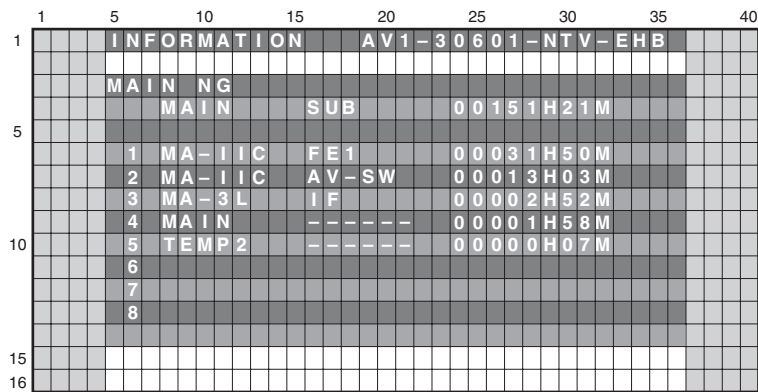 1 5 10 15 20 25 30 35 40
1 INFORMATION AV1–30601–NTV–EHB
MAIN NG
MAIN SUB 00151H21M
5
1 MA–IIC FE1 00031H50M
2 MA–IIC AV–SW 00013H03M
3 MA–3L IF 00002H52M
4 MAIN –––––– 00001H58M
10 5 TEMP2 –––––– 00000H07M
6
7
8
15
16